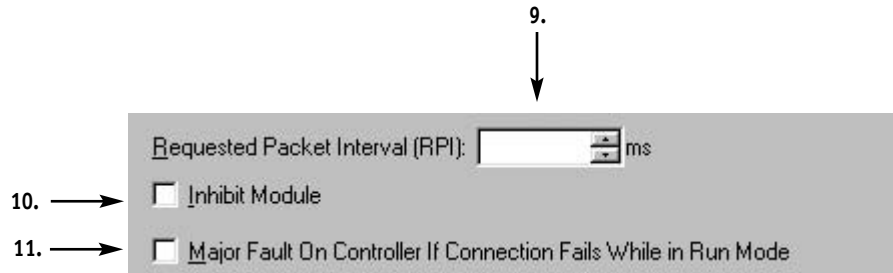 9.
Requested Packet Interval (RPI): ms
10. Inhibit Module
11. Major Fault On Controller If Connection Fails While in Run Mode